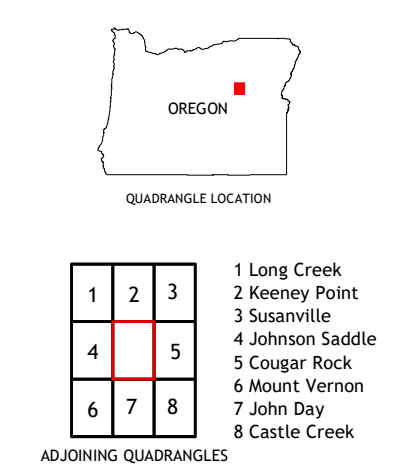 OREGON
QUADRANGLE LOCATION
1 2 3
4 5
6 7 8
ADJOINING QUADRANGLES
1 Long Creek
2 Keeney Point
3 Susanville
4 Johnson Saddle
5 Cougar Rock
6 Mount Vernon
7 John Day
8 Castle Creek